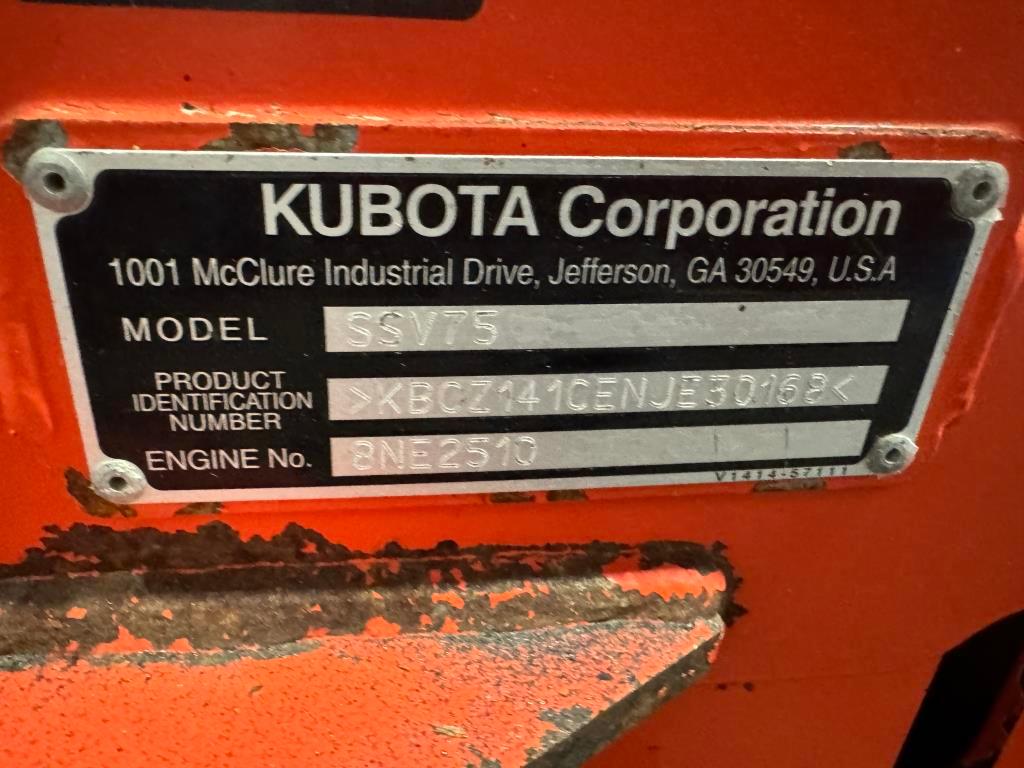 KUBOTA Corporation
1001 McClure Industrial Drive, Jefferson, GA 30549, U.S.A
MODEL SSV75
PRODUCT
IDENTIFICATION
NUMBER
>KBCZ141CENJE30168<
ENGINE No. 8NE2510
V1414-57111